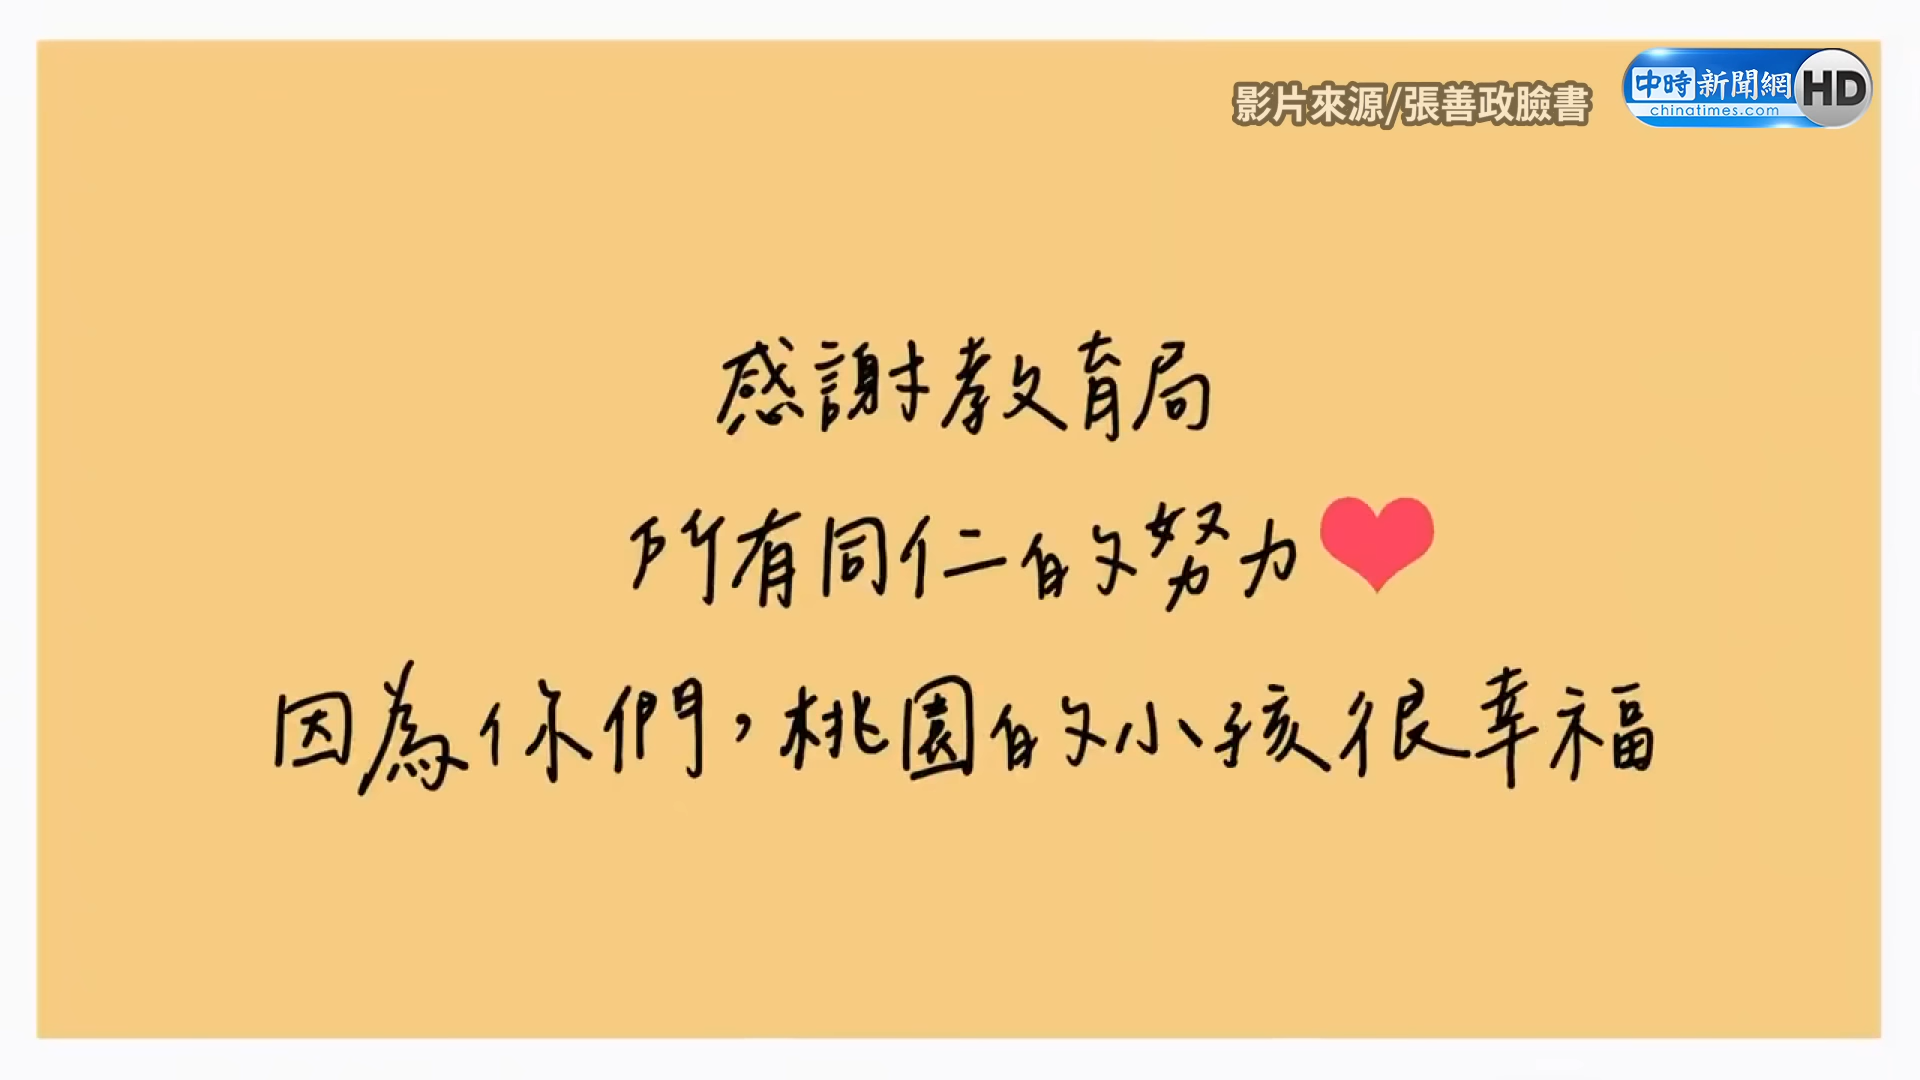 影片來源/張善政臉書
中時新聞網HD
chinatimes.com
感謝教育局
所有同仁的努力
因為你們，桃園的小孩很幸福